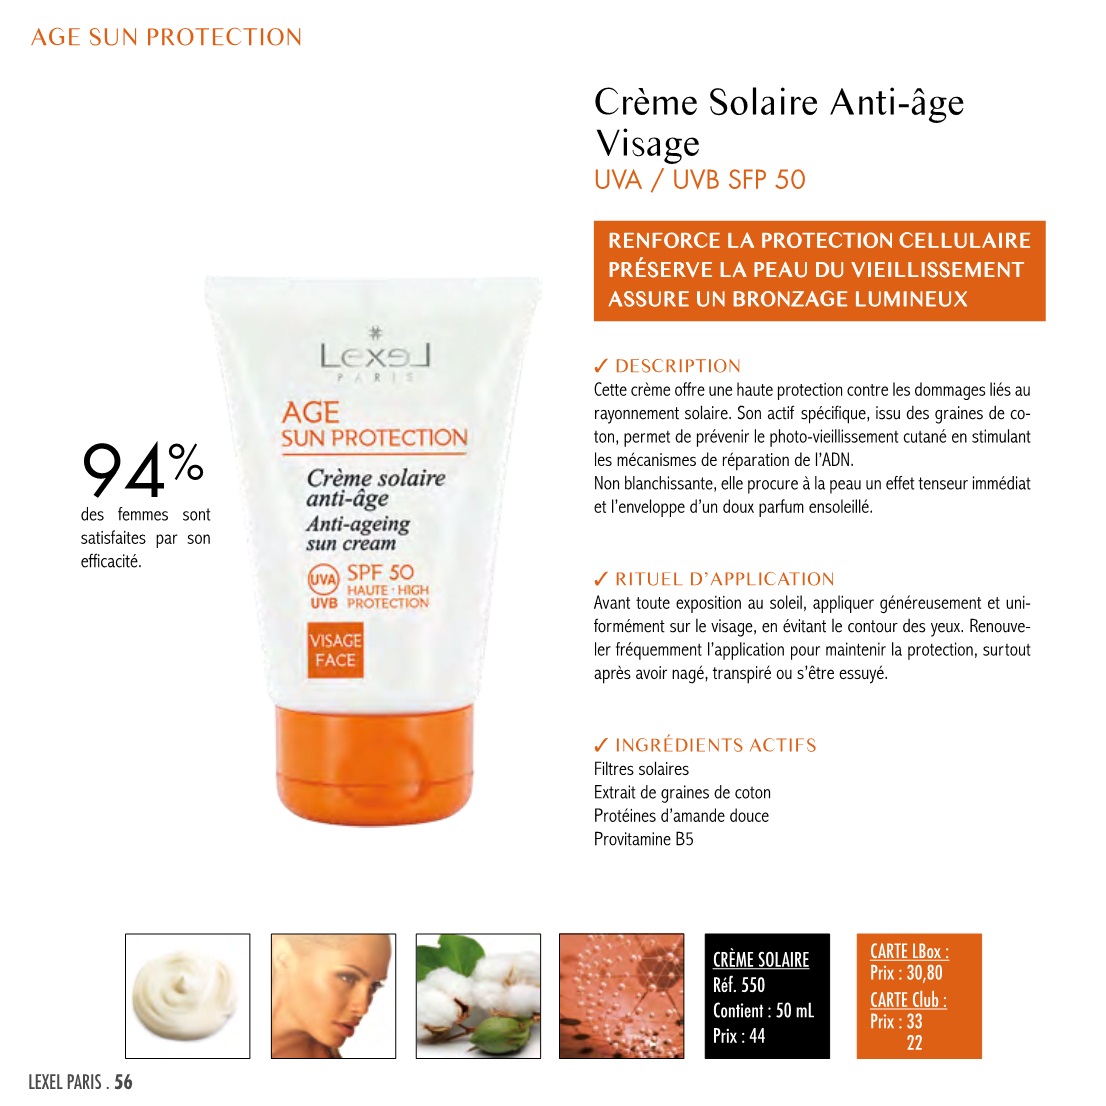 AGE SUN PROTECTION
Crème Solaire Anti-âge
Visage
UVA / UVB SFP 50
RENFORCE LA PROTECTION CELLULAIRE
PRÉSERVE LA PEAU DU VIEILLISSEMENT
ASSURE UN BRONZAGE LUMINEUX
✓ DESCRIPTION
Cette crème offre une haute protection contre les dommages liés au
rayonnement solaire. Son actif spécifique, issu des graines de co-
ton, permet de prévenir le photo-vieillissement cutané en stimulant
les mécanismes de réparation de l'ADN.
Non blanchissante, elle procure à la peau un effet tenseur immédiat
et l'enveloppe d'un doux parfum ensoleillé.
✓ RITUEL D'APPLICATION
Avant toute exposition au soleil, appliquer généreusement et uni-
formément sur le visage, en évitant le contour des yeux. Renouve-
ler fréquemment l'application pour maintenir la protection, surtout
après avoir nagé, transpiré ou s'être essuyé.
✓ INGRÉDIENTS ACTIFS
Filtres solaires
Extrait de graines de coton
Protéines d'amande douce
Provitamine B5
94%
des femmes sont
satisfaites par son
efficacité.
Lexel
PARIS
AGE
SUN PROTECTION
Crème solaire
anti-âge
Anti-ageing
sun cream
UVA
UVB
SPF 50
HAUTE · HIGH
PROTECTION
VISAGE
FACE
CRÈME SOLAIRE
Réf. 550
Contient : 50 mL
Prix : 44
CARTE LBox :
Prix : 30,80
CARTE Club :
Prix : 33
22
LEXEL PARIS . 56